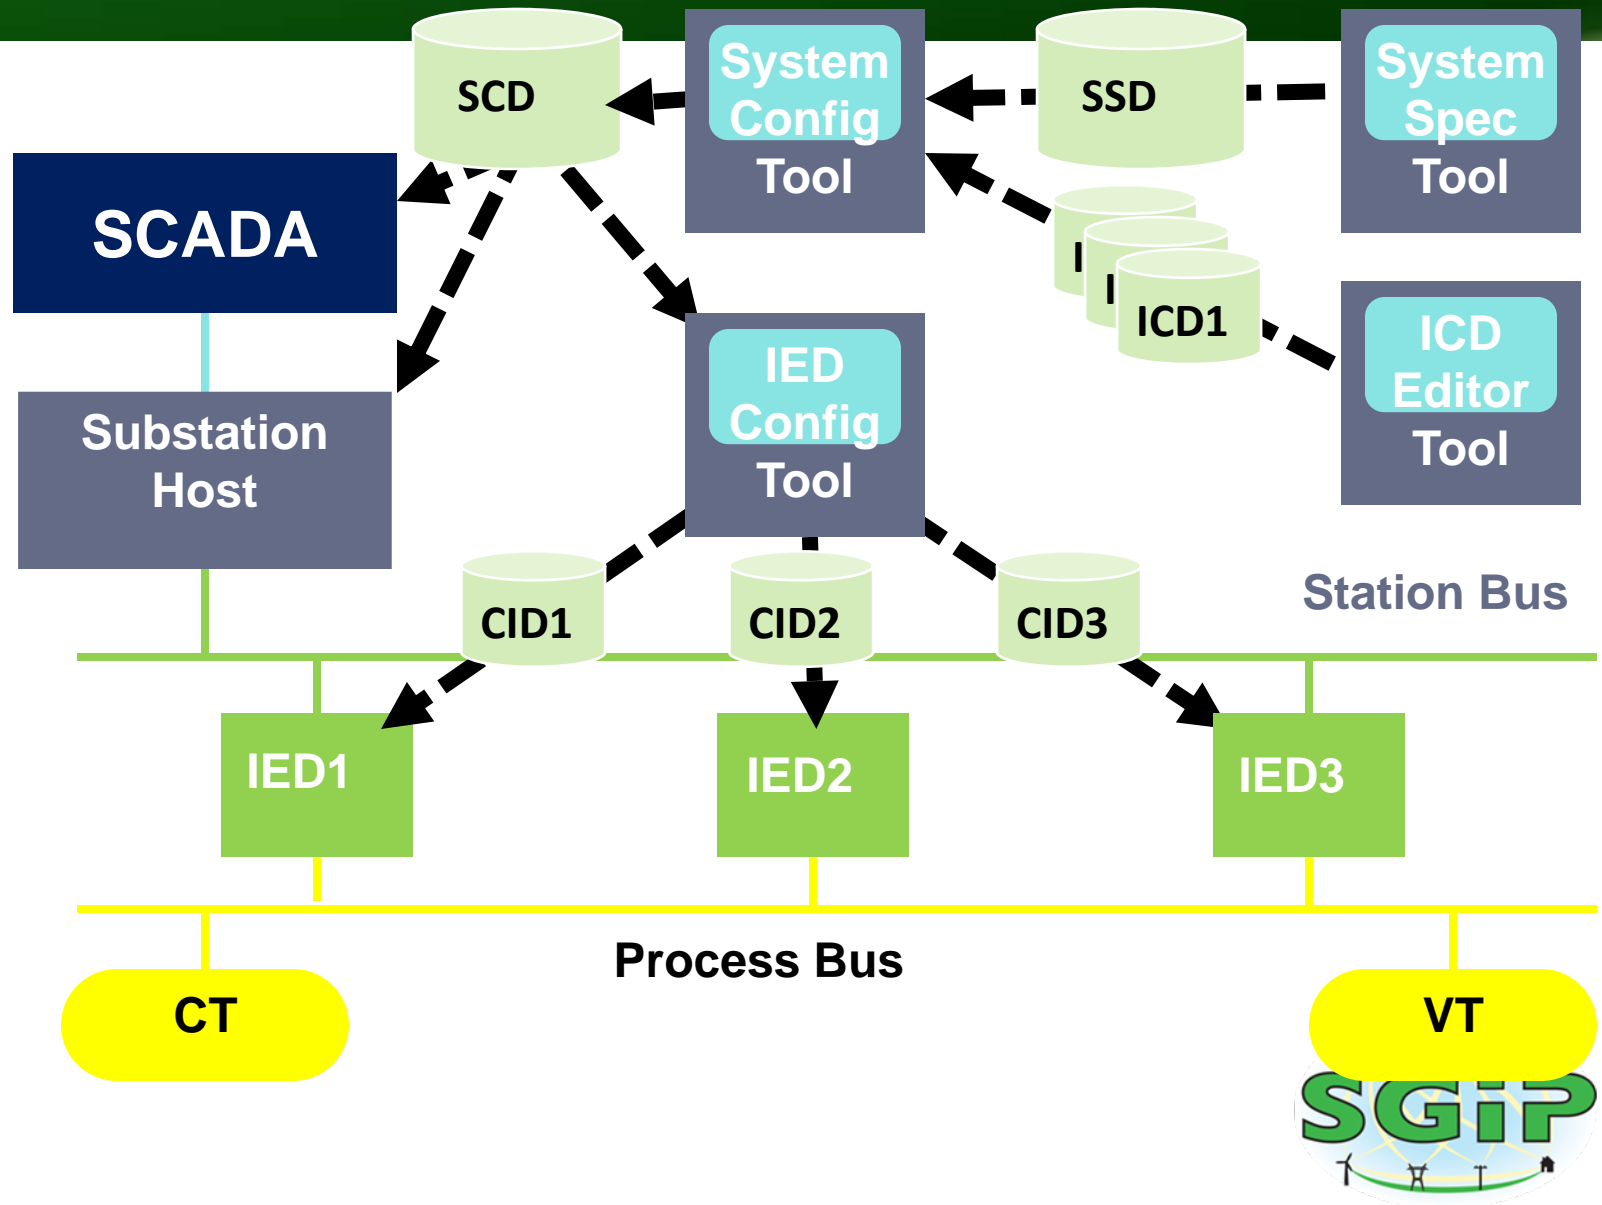 SCD
System
Config
Tool
SSD
System
Spec
Tool
SCADA
ICD1
ICD
Editor
Tool
IED
Config
Tool
Substation
Host
CID1
CID2
CID3
Station Bus
IED1
IED2
IED3
Process Bus
CT
VT
SGiP